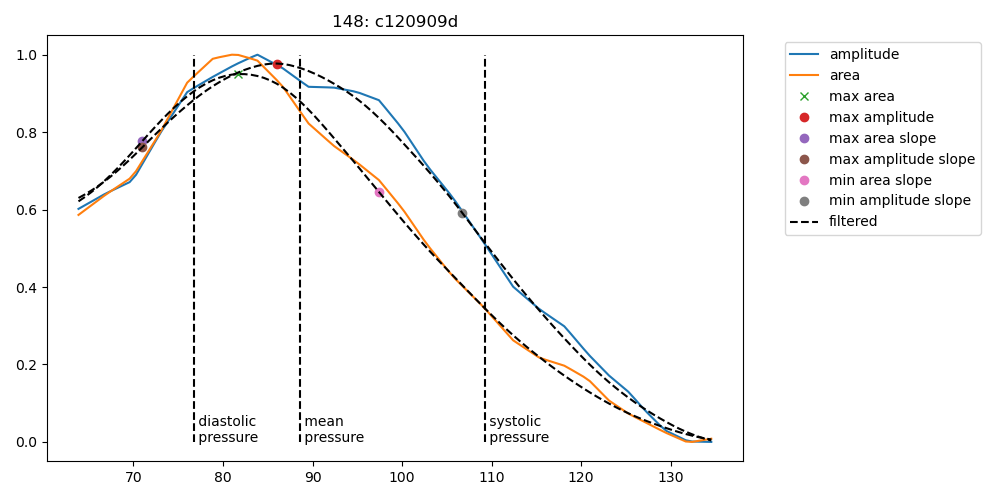 148: c120909d
1.0
0.8
0.6
0.4
0.2
0.0
70
80
90
100
110
120
130
diastolic
pressure
mean
pressure
systolic
pressure
amplitude
area
max area
max amplitude
max area slope
max amplitude slope
min area slope
min amplitude slope
filtered